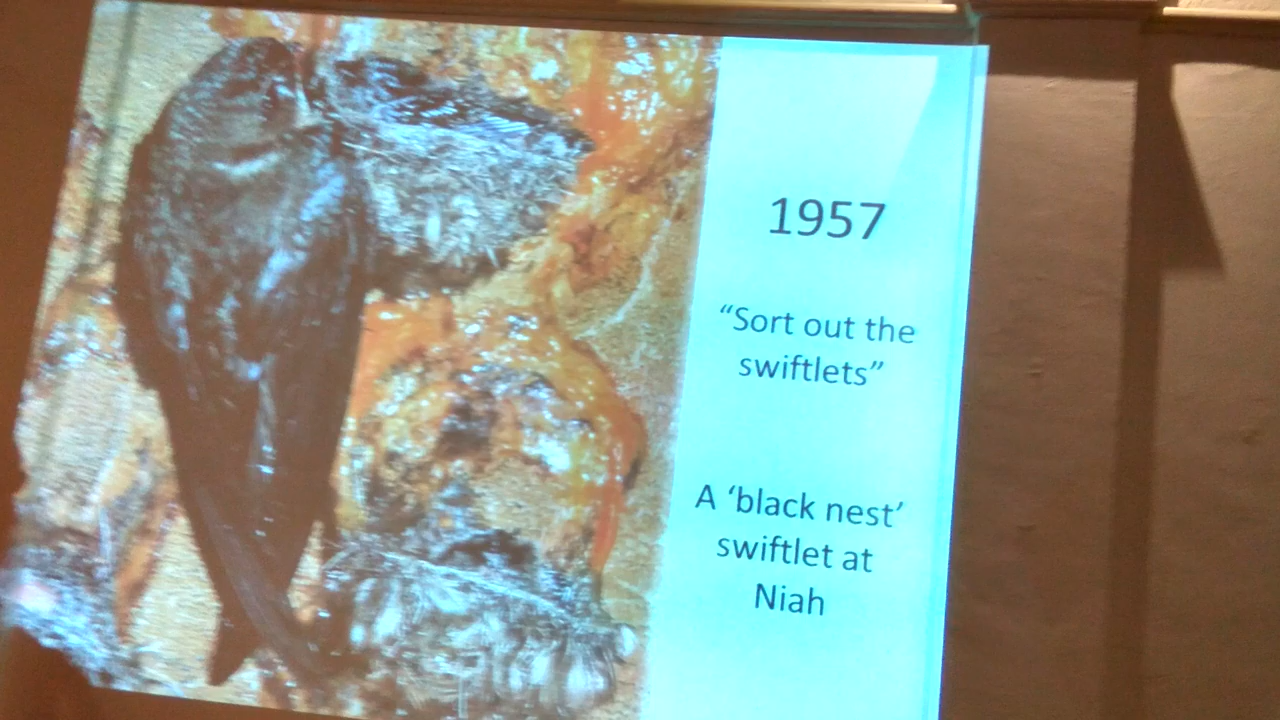 1957
“Sort out the
swiftlets”
A ‘black nest’
swiftlet at
Niah